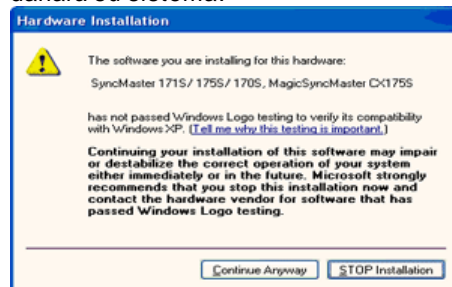 Hardware Installation
The software you are installing for this hardware:
SyncMaster 171S/ 175S/ 170S, MagicSyncMaster CX175S
has not passed Windows Logo testing to verify its compatibility
with Windows XP. (Tell me why this testing is important.)
Continuing your installation of this software may impair
or destabilize the correct operation of your system
either immediately or in the future. Microsoft strongly
recommends that you stop this installation now and
contact the hardware vendor for software that has
passed Windows Logo testing.
Continue Anyway
STOP Installation